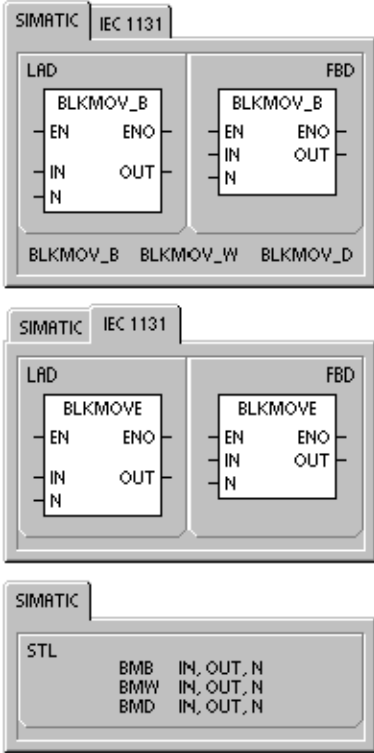 SIMATIC IEC 1131
LAD FBD
BLKMOV_B BLKMOV_B
EN ENO EN ENO
IN OUT
IN OUT N
N
BLKMOV_B BLKMOV_W BLKMOV_D
SIMATIC IEC 1131
LAD FBD
BLKMOVE BLKMOVE
EN ENO EN ENO
IN OUT
IN OUT N
N
SIMATIC
STL
BMB IN, OUT, N
BMW IN, OUT, N
BMD IN, OUT, N